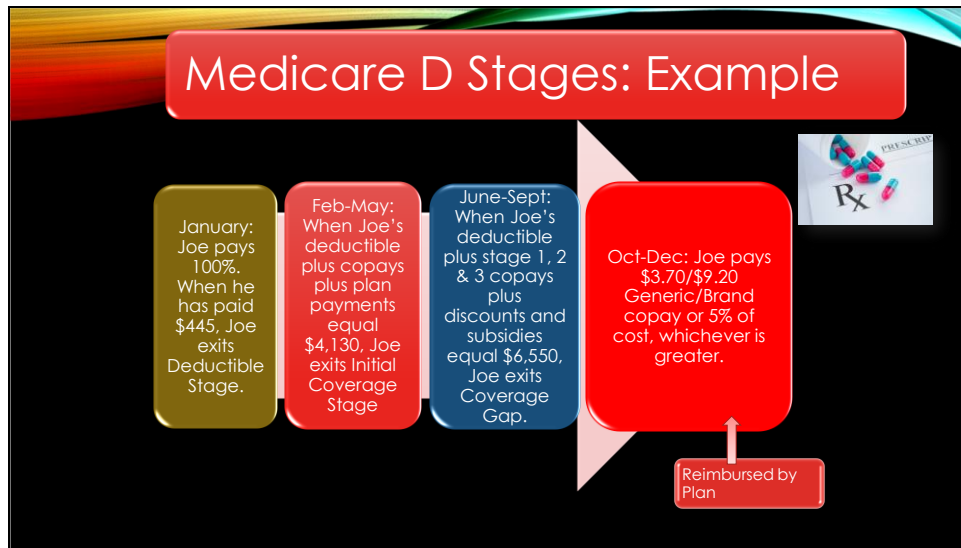 Medicare D Stages: Example
PRESCRIP
Rx
January:
Joe pays
100%.
When he
has paid
$445, Joe
exits
Deductible
Stage.
Feb-May:
When Joe’s
deductible
plus copays
plus plan
payments
equal
$4,130, Joe
exits Initial
Coverage
Stage
June-Sept:
When Joe’s
deductible
plus stage 1, 2
& 3 copays
plus
discounts and
subsidies
equal $6,550,
Joe exits
Coverage
Gap.
Oct-Dec: Joe pays
$3.70/$9.20
Generic/Brand
copay or 5% of
cost, whichever is
greater.
Reimbursed by
Plan